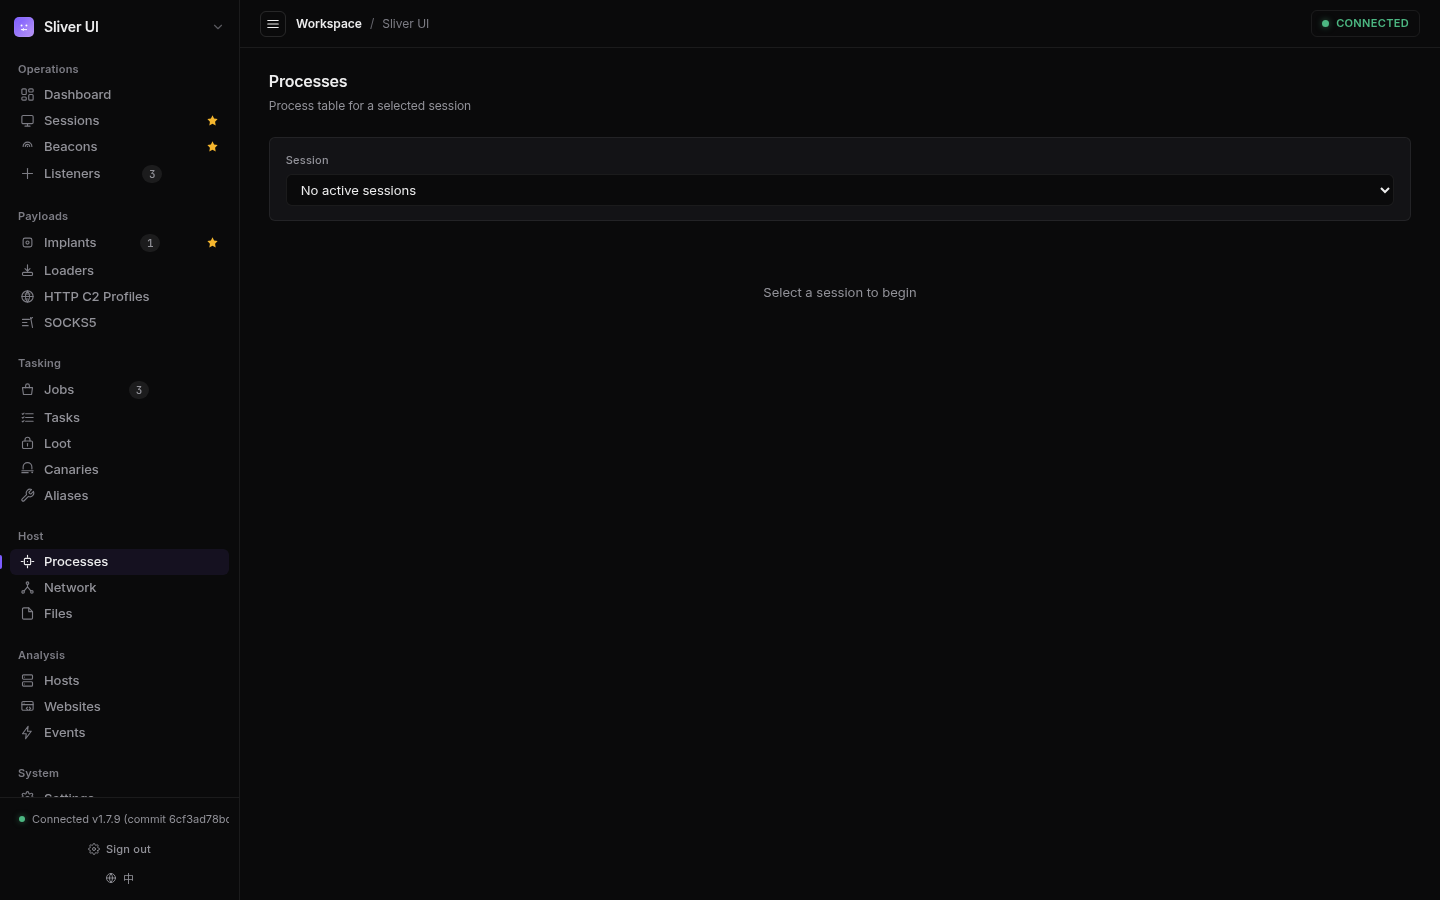 Sliver UI
Operations
Dashboard
Sessions
Beacons
Listeners 3
Payloads
Implants 1
Loaders
HTTP C2 Profiles
SOCKS5
Tasking
Jobs 3
Tasks
Loot
Canaries
Aliases
Host
Processes
Network
Files
Analysis
Hosts
Websites
Events
System
Settings
Connected v1.7.9 (commit 6cf3ad78bc
Sign out
中
Workspace / Sliver UI
CONNECTED
Processes
Process table for a selected session
Session
No active sessions
Select a session to begin